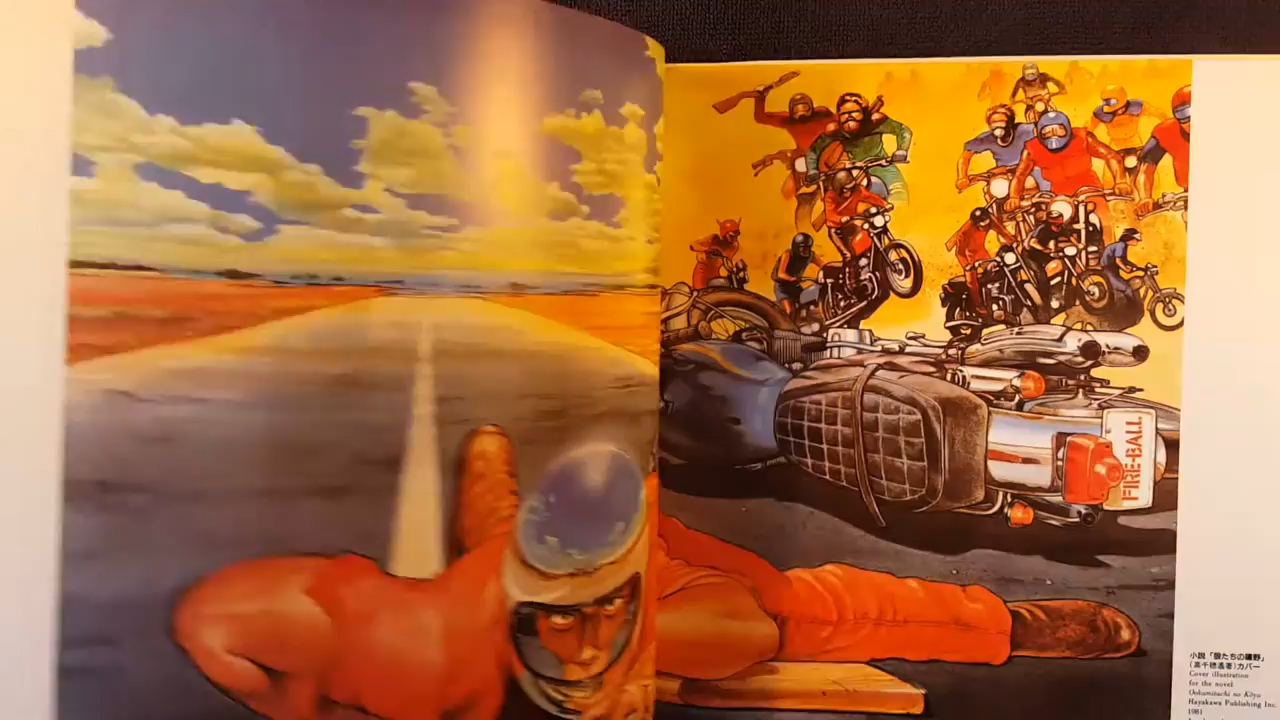 FIRE-BALL
小説「狼たちの曠野」
(高千穂遙著)カバー
Cover illustration
for the novel
Ookamitachi no Kōya
Hayakawa Publishing Inc.
1981